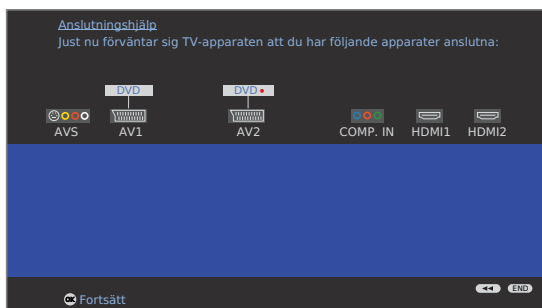 Anslutningshjälp
Just nu förväntar sig TV-apparaten att du har följande apparater anslutna:
DVD DVD
AVS AV1 AV2 COMP. IN HDMI1 HDMI2
END
OK Fortsätt